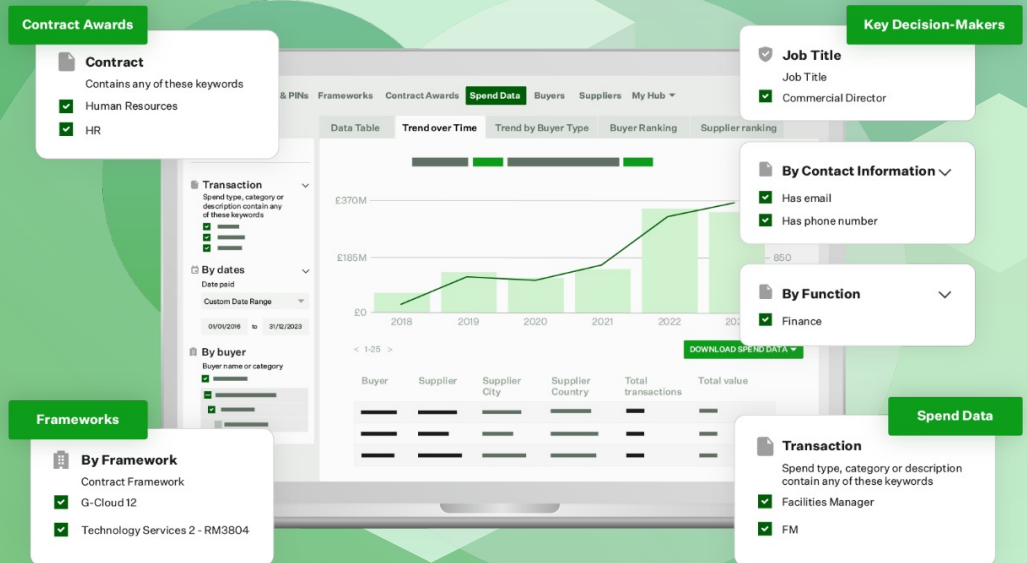 Contract Awards
Contract
Contains any of these keywords
Human Resources
HR
Key Decision-Makers
Job Title
Job Title
Commercial Director
& PINs Frameworks Contract Awards Spend Data Buyers Suppliers My Hub
Data Table Trend over Time Trend by Buyer Type Buyer Ranking Supplier ranking
Transaction
Spend type, category or
description contain any
of these keywords
By dates
Date paid
Custom Date Range
01/01/2016 to 31/12/2023
By buyer
Buyer name or category
£370M
£185M
£0
850
2018 2019 2020 2021 2022
< 1-25 >
DOWNLOAD SPEND DATA
Buyer Supplier Supplier City Supplier Country Total transactions Total value
By Contact Information
Has email
Has phone number
By Function
Finance
Frameworks
By Framework
Contract Framework
G-Cloud 12
Technology Services 2 - RM3804
Spend Data
Transaction
Spend type, category or description
contain any of these keywords
Facilities Manager
FM